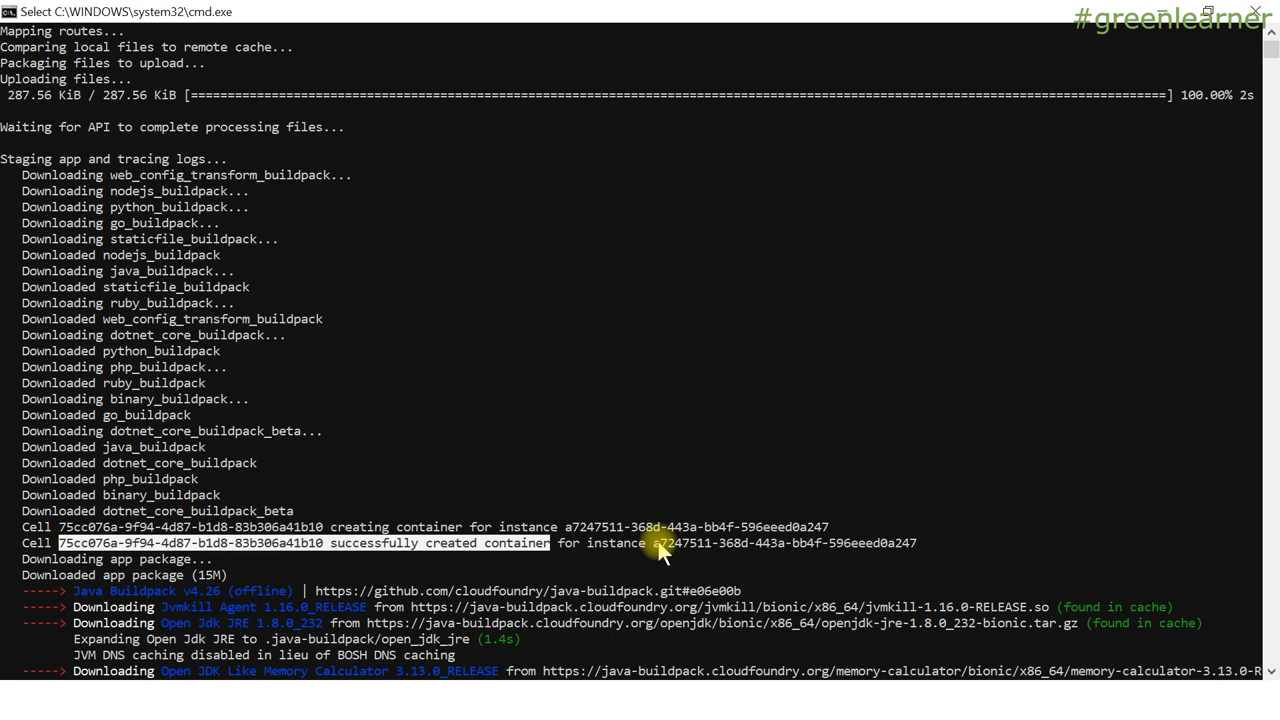 Select C:\WINDOWS\system32\cmd.exe
#greenlearner
Mapping routes...
Comparing local files to remote cache...
Packaging files to upload...
Uploading files...
287.56 KiB / 287.56 KiB [=====================================================================================================================================] 100.00% 2s
Waiting for API to complete processing files...
Staging app and tracing logs...
Downloading web_config_transform_buildpack...
Downloading nodejs_buildpack...
Downloading python_buildpack...
Downloading go_buildpack...
Downloading staticfile_buildpack...
Downloaded nodejs_buildpack
Downloading java_buildpack...
Downloaded staticfile_buildpack
Downloading ruby_buildpack...
Downloaded web_config_transform_buildpack
Downloading dotnet_core_buildpack...
Downloaded python_buildpack
Downloading php_buildpack...
Downloaded ruby_buildpack
Downloading binary_buildpack...
Downloaded go_buildpack
Downloading dotnet_core_buildpack_beta...
Downloaded java_buildpack
Downloaded dotnet_core_buildpack
Downloaded php_buildpack
Downloaded binary_buildpack
Downloaded dotnet_core_buildpack_beta
Cell 75cc076a-9f94-4d87-b1d8-83b306a41b10 creating container for instance a7247511-368d-443a-bb4f-596eeed0a247
Cell 75cc076a-9f94-4d87-b1d8-83b306a41b10 successfully created container for instance a7247511-368d-443a-bb4f-596eeed0a247
Downloading app package...
Downloaded app package (15M)
-----> Java Buildpack v4.26 (offline) | https://github.com/cloudfoundry/java-buildpack.git#e06e00b
-----> Downloading Jvmkill Agent 1.16.0_RELEASE from https://java-buildpack.cloudfoundry.org/jvmkill/bionic/x86_64/jvmkill-1.16.0-RELEASE.so (found in cache)
-----> Downloading Open Jdk JRE 1.8.0_232 from https://java-buildpack.cloudfoundry.org/openjdk/bionic/x86_64/openjdk-jre-1.8.0_232-bionic.tar.gz (found in cache)
Expanding Open Jdk JRE to .java-buildpack/open_jdk_jre (1.4s)
JVM DNS caching disabled in lieu of BOSH DNS caching
-----> Downloading Open JDK Like Memory Calculator 3.13.0_RELEASE from https://java-buildpack.cloudfoundry.org/memory-calculator/bionic/x86_64/memory-calculator-3.13.0-R